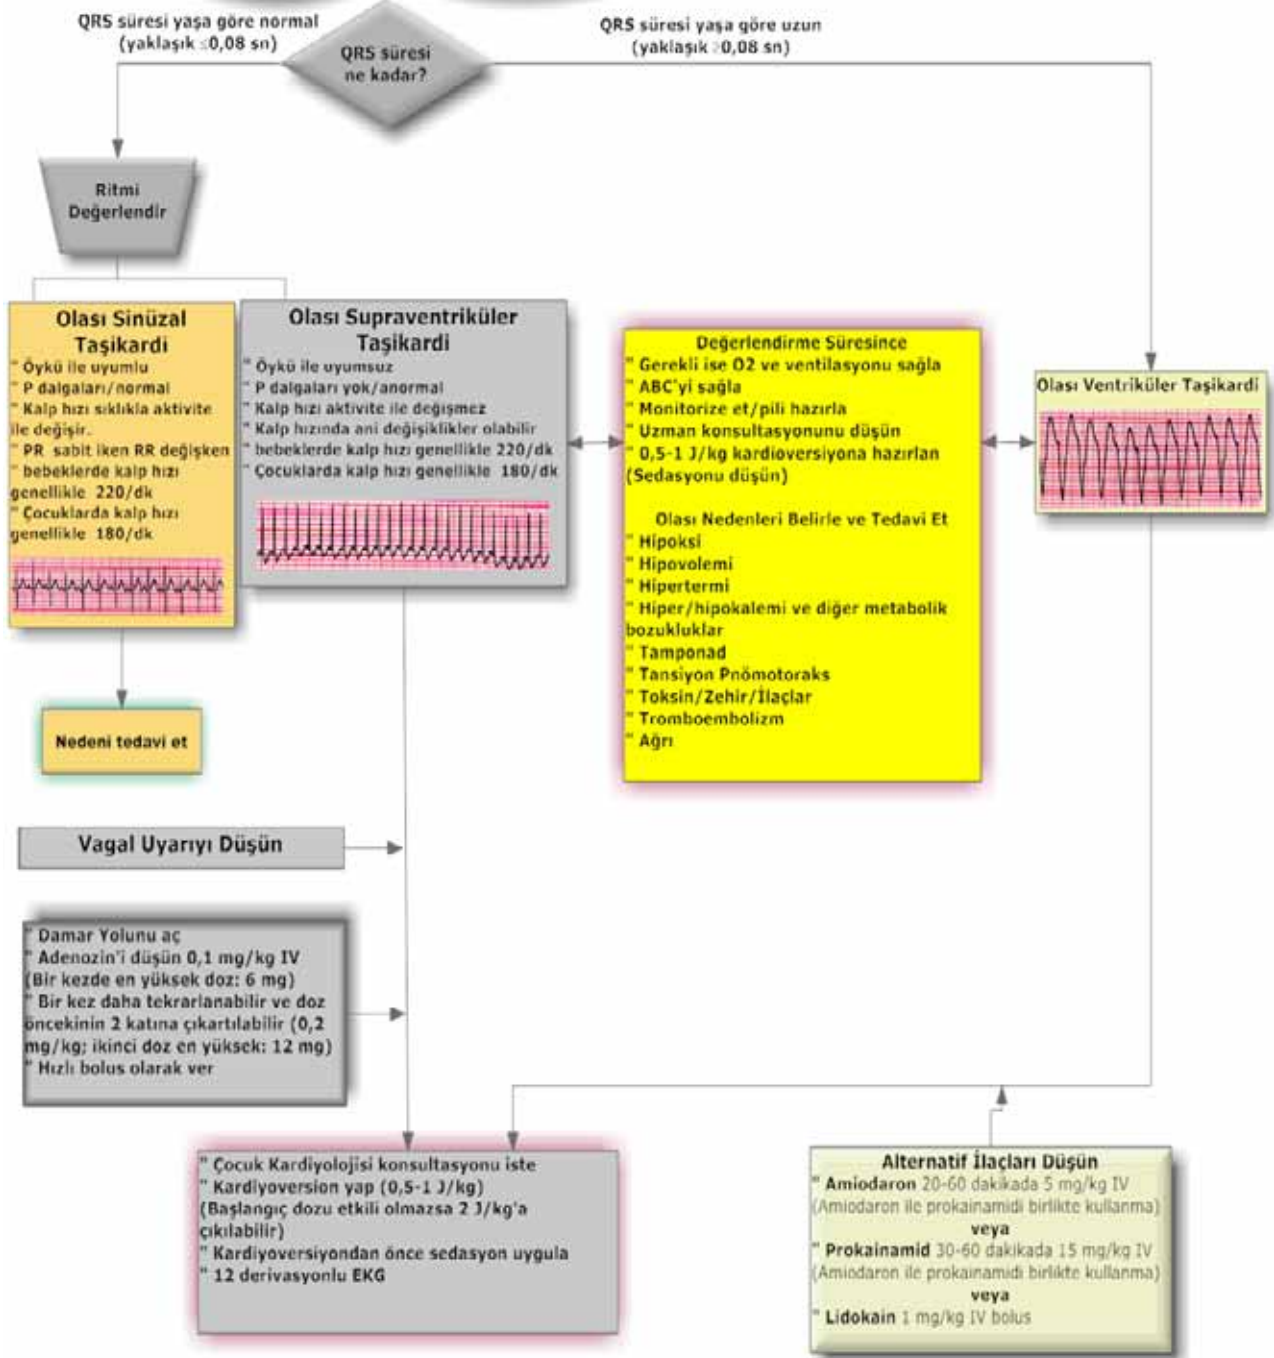 QRS süresi yaşa göre normal
(yaklaşık ≤0,08 sn)
QRS süresi yaşa göre uzun
(yaklaşık >0,08 sn)
QRS süresi
ne kadar?
Ritmi
Değerlendir
Olası Sinüzal
Taşikardi
" Öykü ile uyumlu
" P dalgaları/normal
" Kalp hızı sıklıkla aktivite
ile değişir.
" PR sabit iken RR değişken
" bebeklerde kalp hızı
genellikle 220/dk
" Çocuklarda kalp hızı
genellikle 180/dk
Olası Supraventriküler
Taşikardi
" Öykü ile uyumsuz
" P dalgaları yok/anormal
" Kalp hızı aktivite ile değişmez
" Kalp hızında ani değişiklikler olabilir
" bebeklerde kalp hızı genellikle 220/dk
" Çocuklarda kalp hızı genellikle 180/dk
Değerlendirme Süresince
" Gerekli ise O2 ve ventilasyonu sağla
" ABC'yi sağla
" Monitorize et/pili hazırla
" Uzman konsultasyonunu düşün
" 0,5-1 J/kg kardioversiyona hazırlan
(Sedasyonu düşün)
Olası Nedenleri Belirle ve Tedavi Et
" Hipoksi
" Hipovolemi
" Hipertermi
" Hiper/hipokalemi ve diğer metabolik
bozukluklar
" Tamponad
" Tansiyon Pnömotoraks
" Toksin/Zehir/İlaçlar
" Tromboembolizm
" Ağrı
Olası Ventriküler Taşikardi
Nedeni tedavi et
Vagal Uyarıyı Düşün
" Damar Yolunu aç
" Adenozin'i düşün 0,1 mg/kg IV
(Bir kezde en yüksek doz: 6 mg)
" Bir kez daha tekrarlanabilir ve doz
öncekinin 2 katına çıkartılabilir (0,2
mg/kg; ikinci doz en yüksek: 12 mg)
" Hızlı bolus olarak ver
" Çocuk Kardiyolojisi konsultasyonu iste
" Kardiyoversion yap (0,5-1 J/kg)
(Başlangıç dozu etkili olmazsa 2 J/kg'a
çıkılabilir)
" Kardiyoversiyondan önce sedasyon uygula
" 12 derivasyonlu EKG
Alternatif İlaçları Düşün
" Amiodaron 20-60 dakikada 5 mg/kg IV
(Amiodaron ile prokainamidi birlikte kullanma)
veya
" Prokainamid 30-60 dakikada 15 mg/kg IV
(Amiodaron ile prokainamidi birlikte kullanma)
veya
" Lidokain 1 mg/kg IV bolus